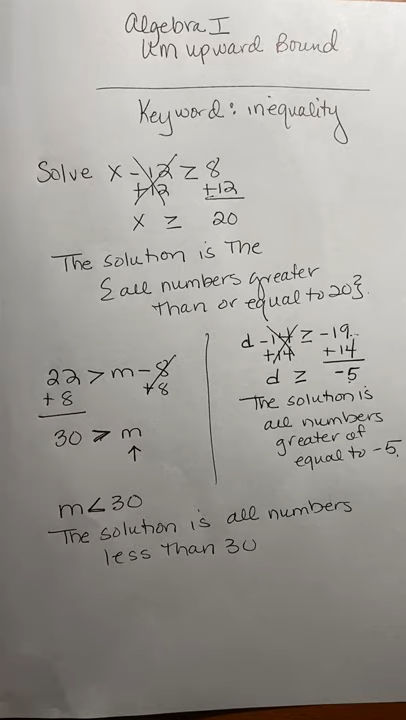 Algebra I
Um upward Bound
Keyword: inequality
Solve x - 12 ≥ 8
+12 +12
x ≥ 20
The solution is The
{all numbers greater
than or equal to 20}.
22 > m - 8
+ 8 +8
30 > m
↑
m < 30
The solution is all numbers
less than 30
d - 14 ≥ -19
+14 +14
d ≥ -5
The solution is
all numbers
greater of
equal to -5.